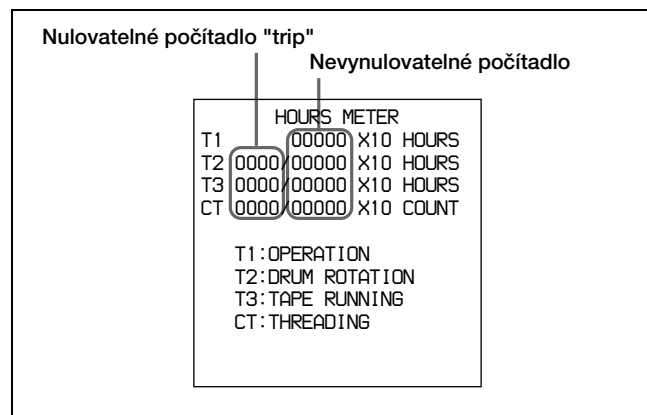 Nulovatelné počítadlo "trip"
Nevynulovatelné počítadlo
HOURS METER
T1 00000 X10 HOURS
T2 0000/00000 X10 HOURS
T3 0000/00000 X10 HOURS
CT 0000/00000 X10 COUNT
T1:OPERATION
T2:DRUM ROTATION
T3:TAPE RUNNING
CT:THREADING